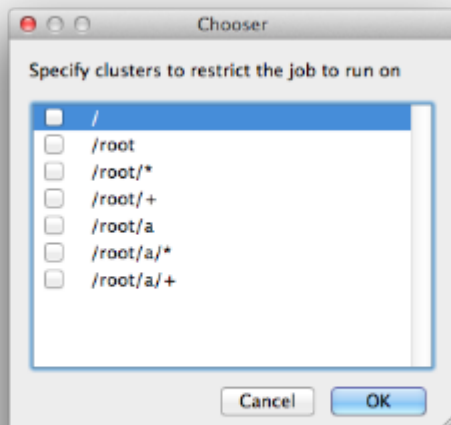 Chooser
Specify clusters to restrict the job to run on
/
/root
/root/*
/root/+
/root/a
/root/a/*
/root/a/+
Cancel OK